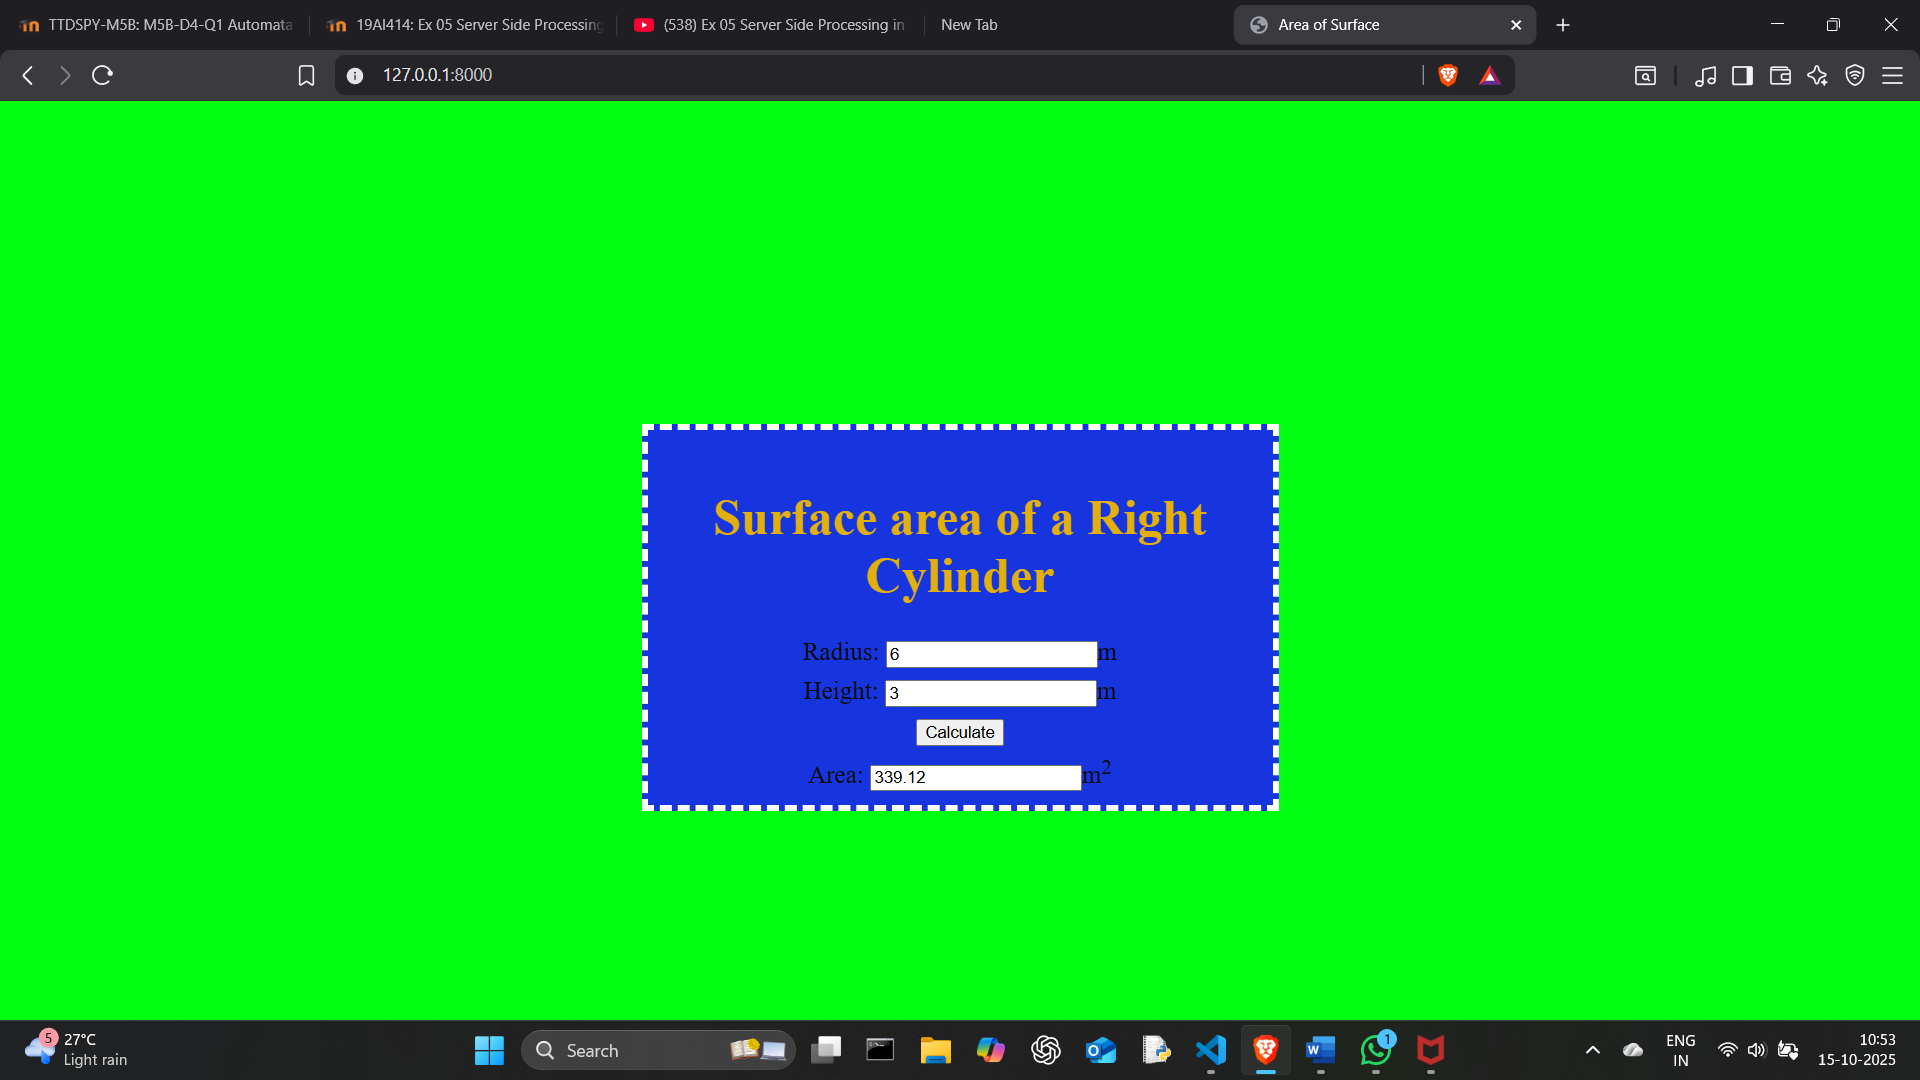 TTDSPY-M5B: M5B-D4-Q1 Automata
19AI414: Ex 05 Server Side Processing
(538) Ex 05 Server Side Processing in
New Tab
Area of Surface
127.0.0.1:8000
Surface area of a Right
Cylinder
Radius: 6 m
Height: 3 m
Calculate
Area: 339.12 m²
5
27°C
Light rain
Search
1
ENG
IN
10:53
15-10-2025